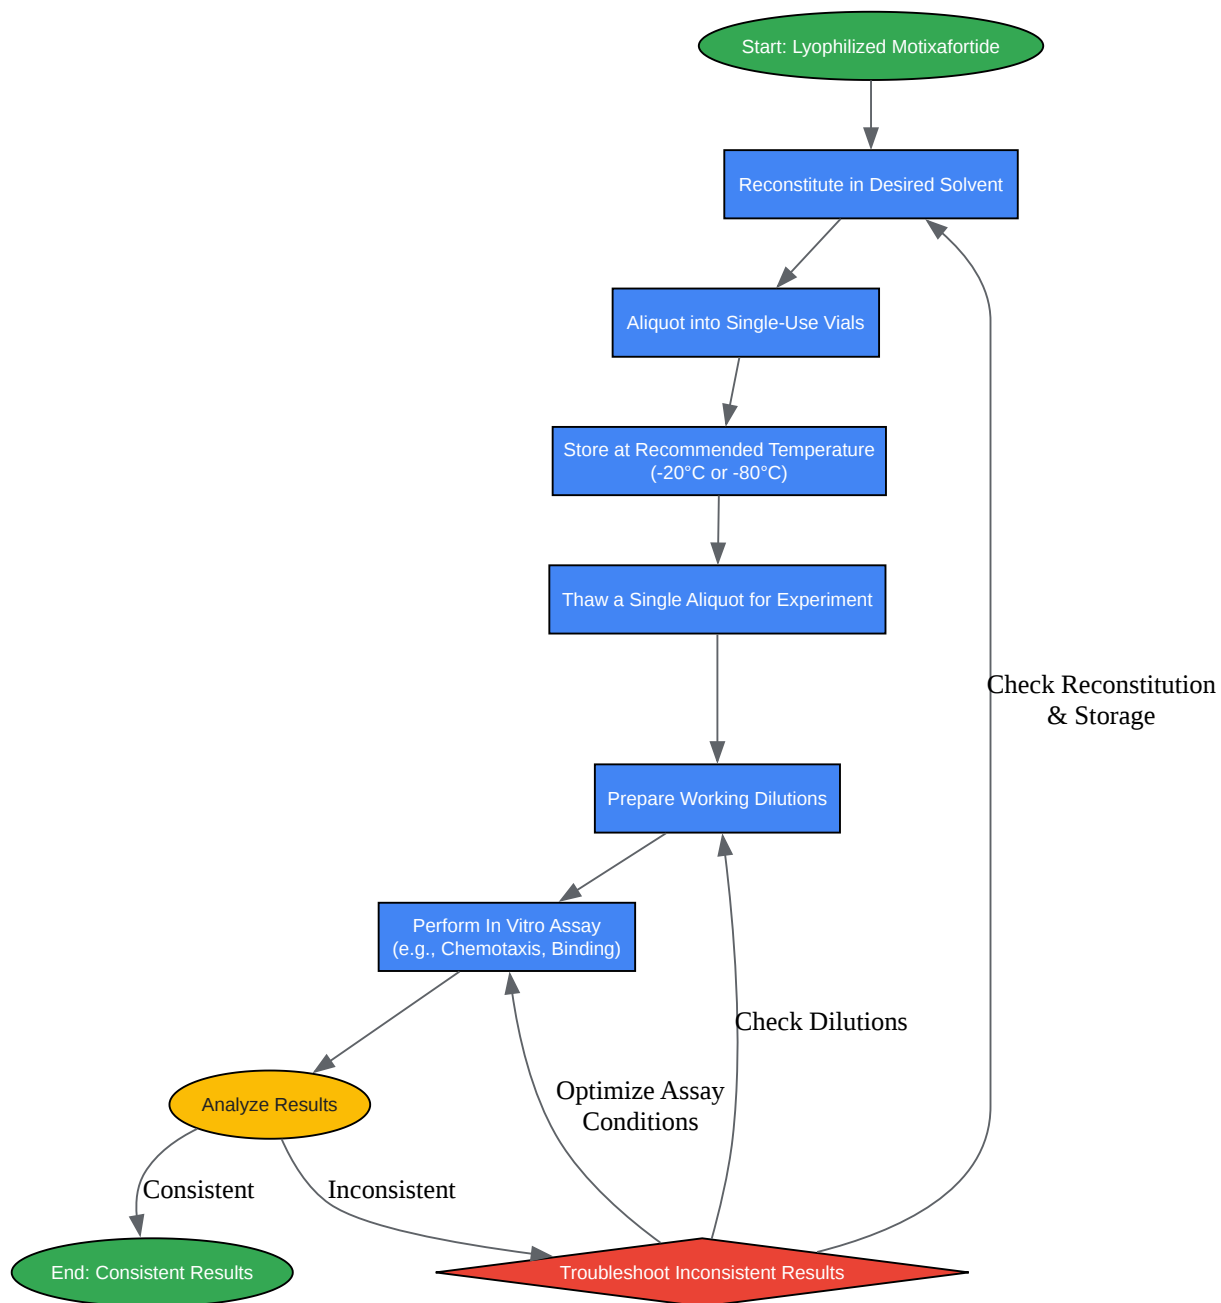 Start: Lyophilized Motixafortide
Reconstitute in Desired Solvent
Aliquot into Single-Use Vials
Store at Recommended Temperature
(-20°C or -80°C)
Thaw a Single Aliquot for Experiment
Check Reconstitution
& Storage
Prepare Working Dilutions
Perform In Vitro Assay
(e.g., Chemotaxis, Binding)
Check Dilutions
Optimize Assay
Conditions
Analyze Results
Consistent
Inconsistent
End: Consistent Results
Troubleshoot Inconsistent Results